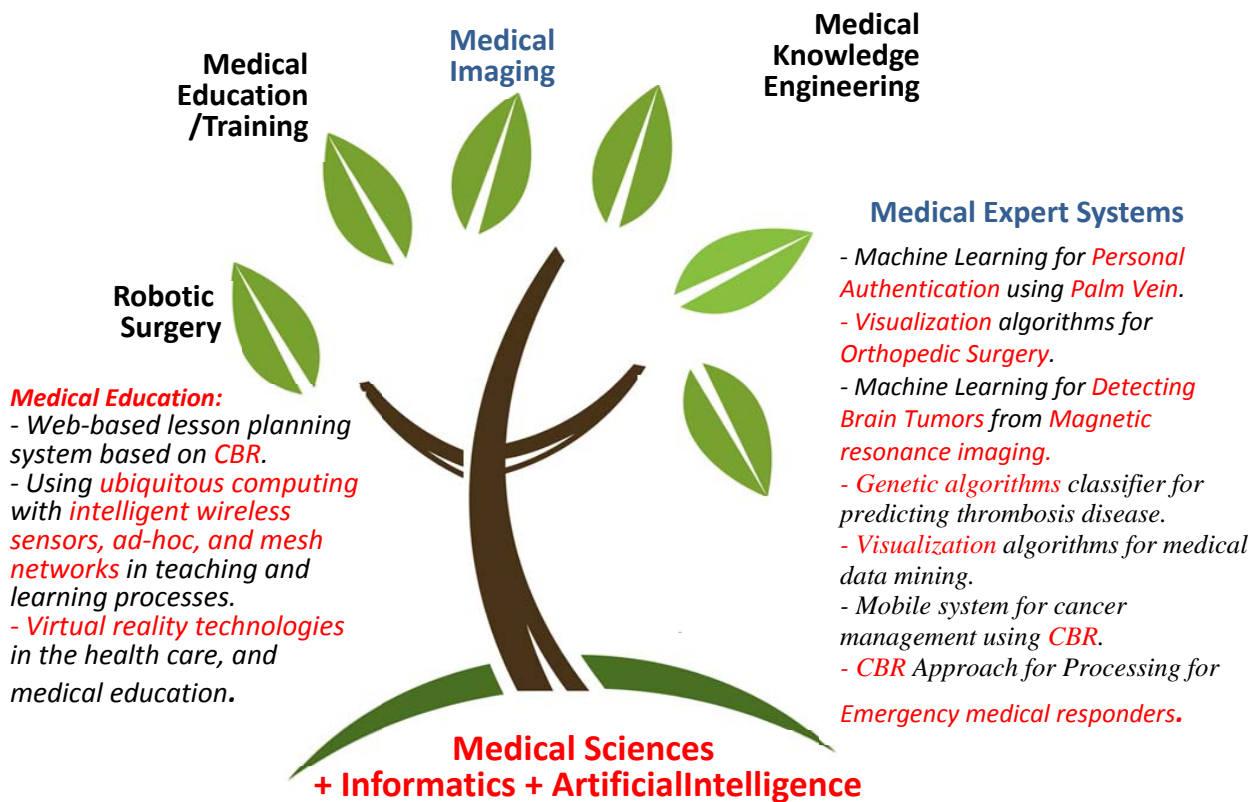 Medical
Education
/Training
Medical
Imaging
Medical
Knowledge
Engineering
Robotic
Surgery
Medical Education:
- Web-based lesson planning
system based on CBR.
- Using ubiquitous computing
with intelligent wireless
sensors, ad-hoc, and mesh
networks in teaching and
learning processes.
- Virtual reality technologies
in the health care, and
medical education.
Medical Expert Systems
- Machine Learning for Personal
Authentication using Palm Vein.
- Visualization algorithms for
Orthopedic Surgery.
- Machine Learning for Detecting
Brain Tumors from Magnetic
resonance imaging.
- Genetic algorithms classifier for
predicting thrombosis disease.
- Visualization algorithms for medical
data mining.
- Mobile system for cancer
management using CBR.
- CBR Approach for Processing for
Emergency medical responders.
Medical Sciences
+ Informatics + ArtificialIntelligence